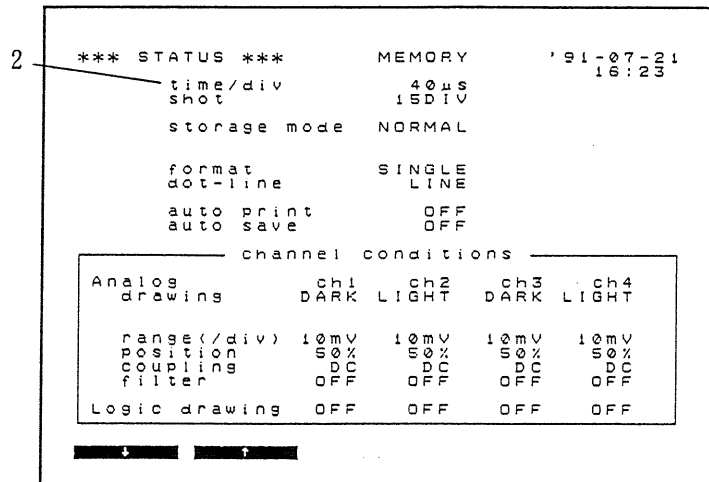 2
*** STATUS *** MEMORY '91-07-21
16:23
time/div 40µs
shot 15DIV
storage mode NORMAL
format SINGLE
dot-line LINE
auto print OFF
auto save OFF
channel conditions
Analog ch1 ch2 ch3 ch4
drawing DARK LIGHT DARK LIGHT
range(/div) 10mV 10mV 10mV 10mV
position 50% 50% 50% 50%
coupling DC DC DC DC
filter OFF OFF OFF OFF
Logic drawing OFF OFF OFF OFF
↓ ↑